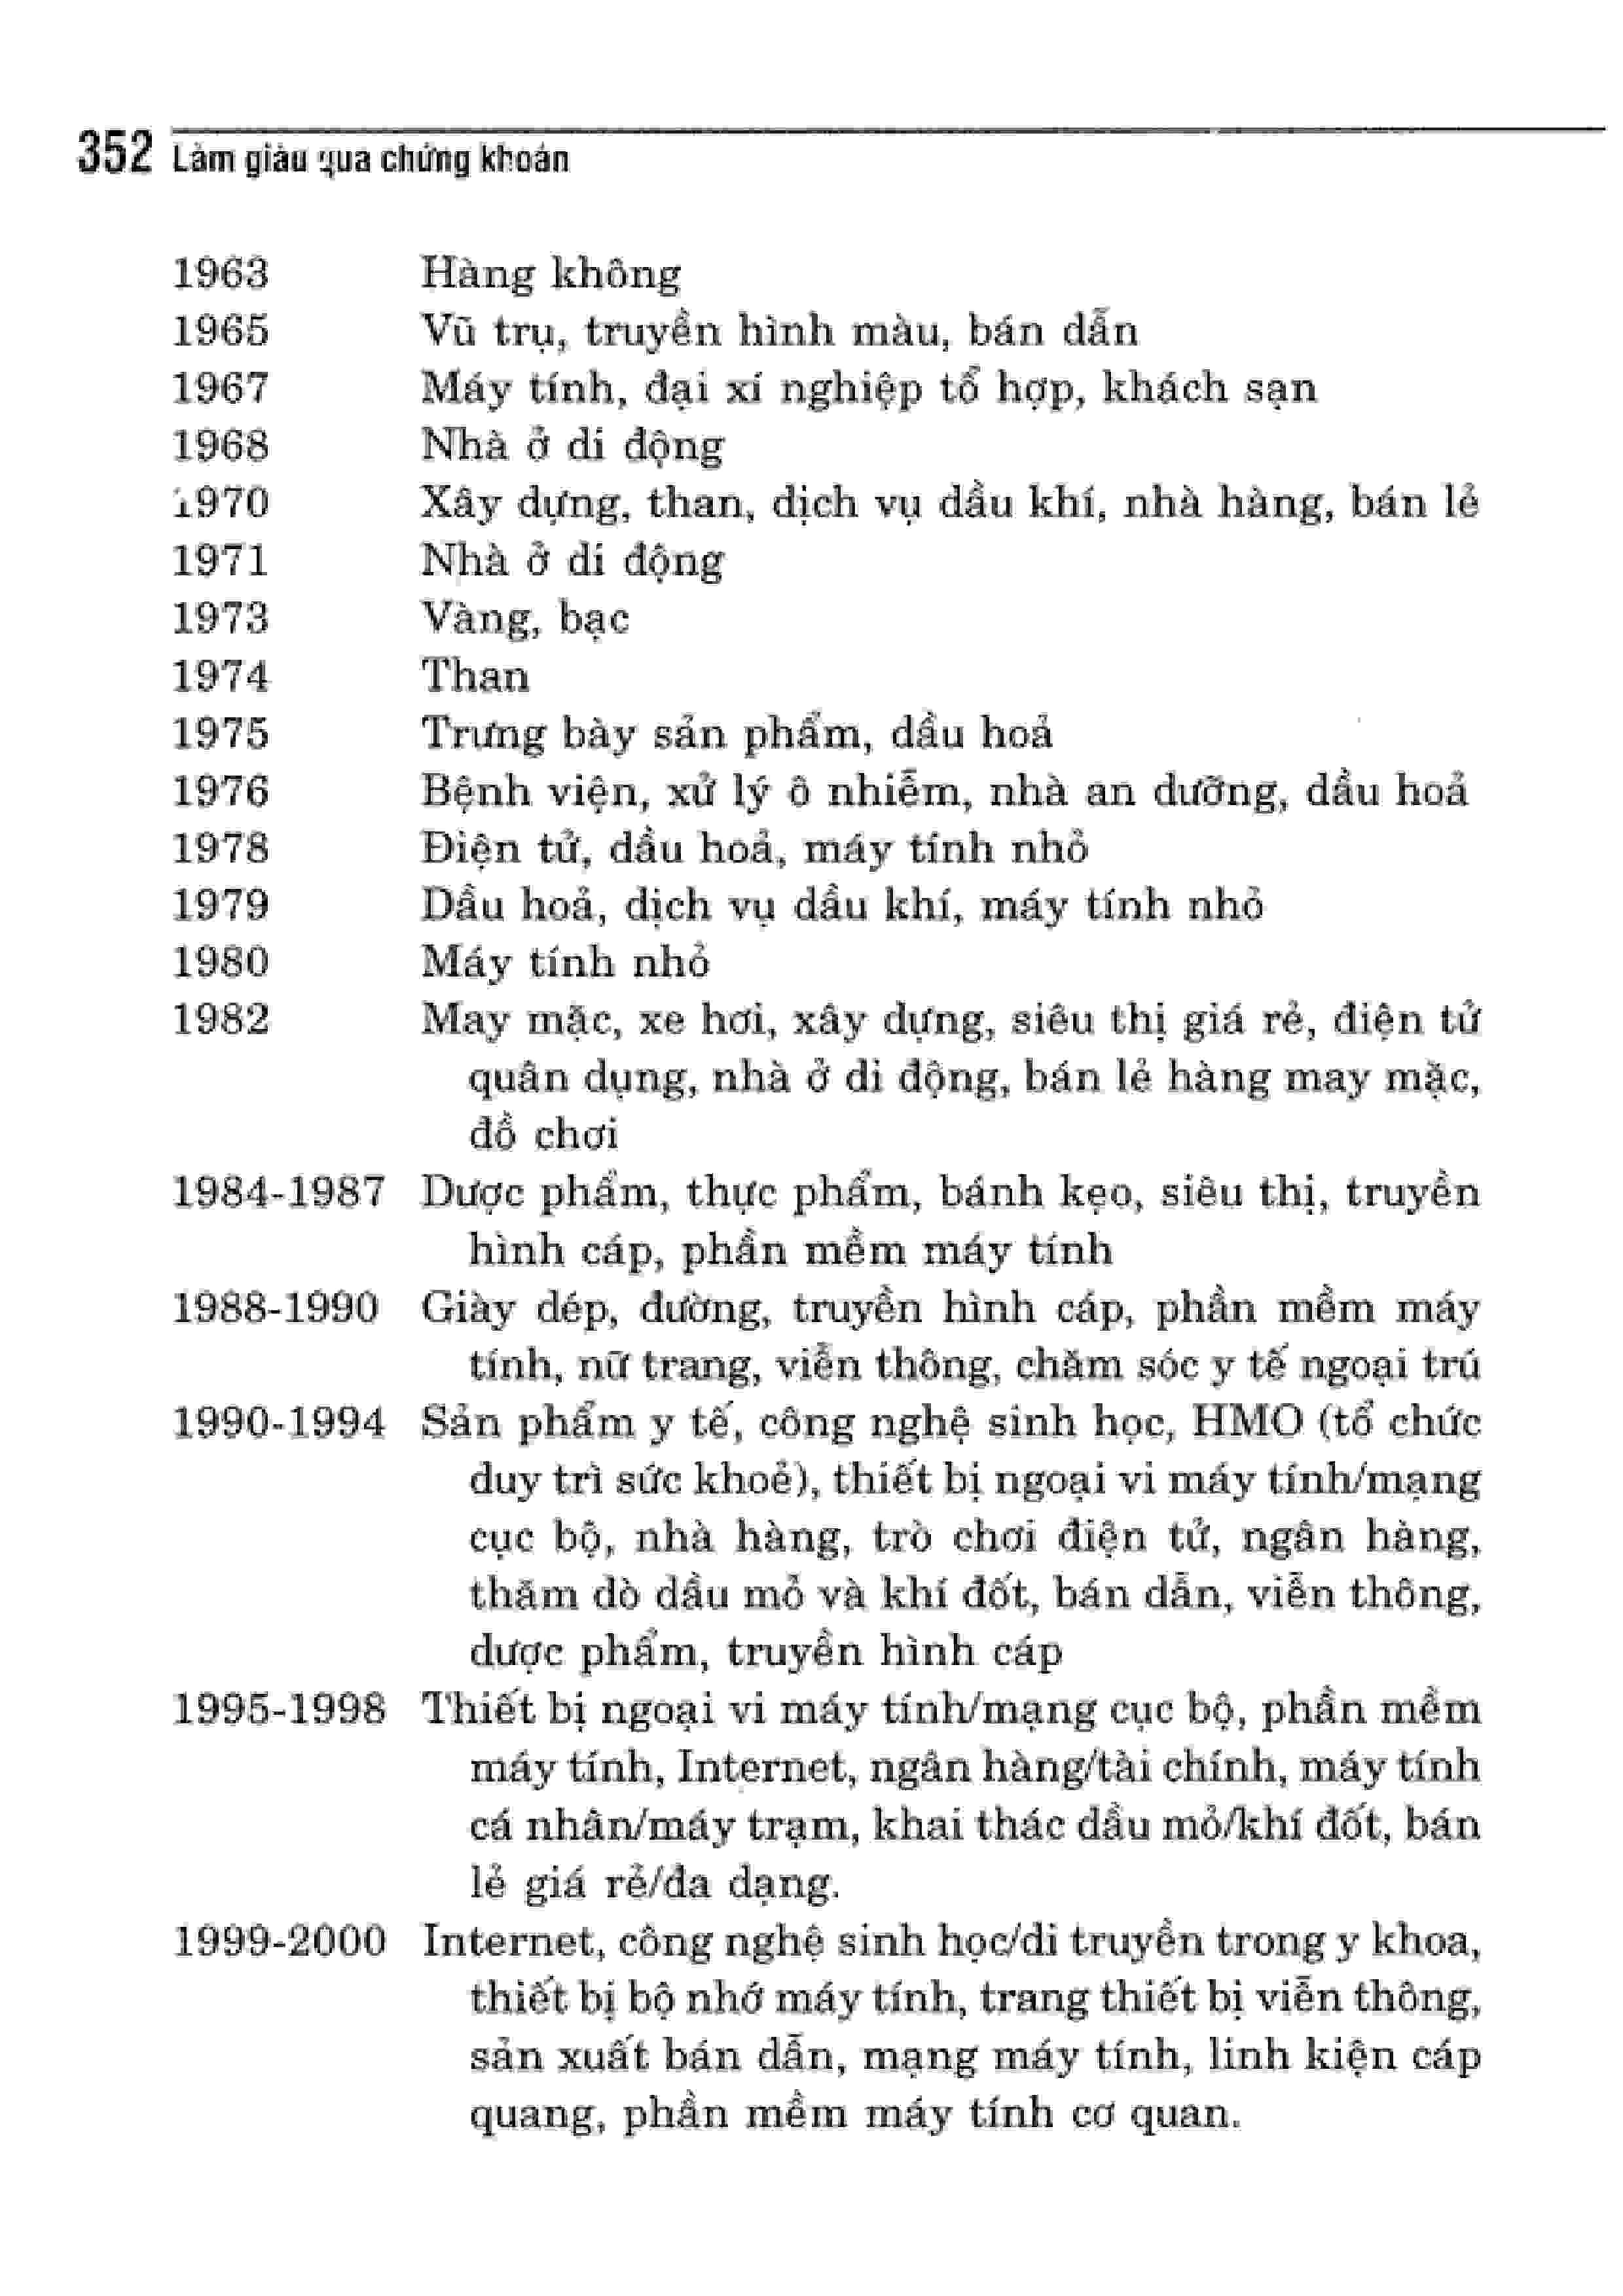 352 Làm giàu qua chứng khoán
1963 Hàng không
1965 Vũ trụ, truyền hình màu, bán dẫn
1967 Máy tính, đại xí nghiệp tổ hợp, khách sạn
1968 Nhà ở di động
1970 Xây dựng, than, dịch vụ dầu khí, nhà hàng, bán lẻ
1971 Nhà ở di động
1973 Vàng, bạc
1974 Than
1975 Trưng bày sản phẩm, dầu hoả
1976 Bệnh viện, xử lý ô nhiễm, nhà an dưỡng, dầu hoả
1978 Điện tử, dầu hoả, máy tính nhỏ
1979 Dầu hoả, dịch vụ dầu khí, máy tính nhỏ
1980 Máy tính nhỏ
1982 May mặc, xe hơi, xây dựng, siêu thị giá rẻ, điện tử
quân dụng, nhà ở di động, bán lẻ hàng may mặc,
đồ chơi
1984-1987 Dược phẩm, thực phẩm, bánh kẹo, siêu thị, truyền
hình cáp, phần mềm máy tính
1988-1990 Giày dép, đường, truyền hình cáp, phần mềm máy
tính, nữ trang, viễn thông, chăm sóc y tế ngoại trú
1990-1994 Sản phẩm y tế, công nghệ sinh học, HMO (tổ chức
duy trì sức khoẻ), thiết bị ngoại vi máy tính/mạng
cục bộ, nhà hàng, trò chơi điện tử, ngân hàng,
thăm dò dầu mỏ và khí đốt, bán dẫn, viễn thông,
dược phẩm, truyền hình cáp
1995-1998 Thiết bị ngoại vi máy tính/mạng cục bộ, phần mềm
máy tính, Internet, ngân hàng/tài chính, máy tính
cá nhân/máy trạm, khai thác dầu mỏ/khí đốt, bán
lẻ giá rẻ/đa dạng.
1999-2000 Internet, công nghệ sinh học/di truyền trong y khoa,
thiết bị bộ nhớ máy tính, trang thiết bị viễn thông,
sản xuất bán dẫn, mạng máy tính, linh kiện cáp
quang, phần mềm máy tính cơ quan.